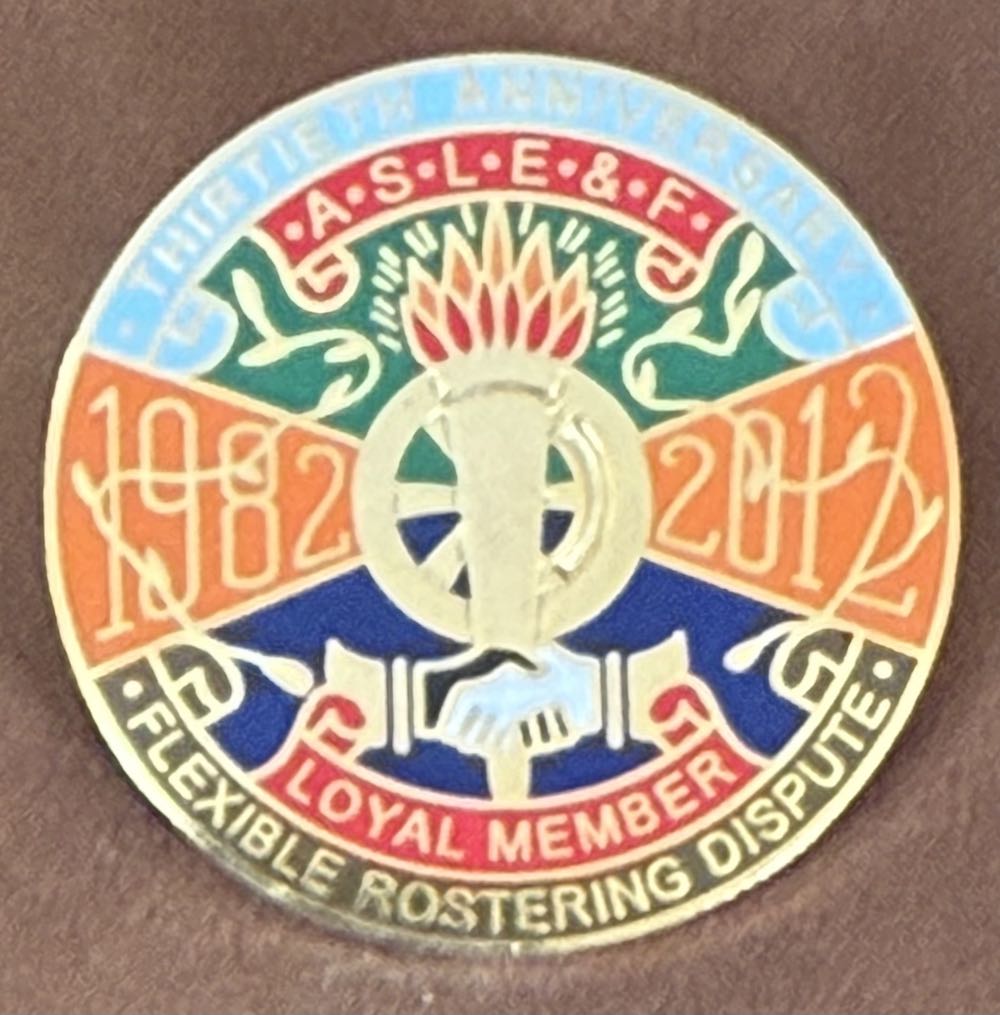 · THIRTIETH ANNIVERSARY ·
·A·S·L·E·&·F·
1982
2012
LOYAL MEMBER
·FLEXIBLE ROSTERING DISPUTE·